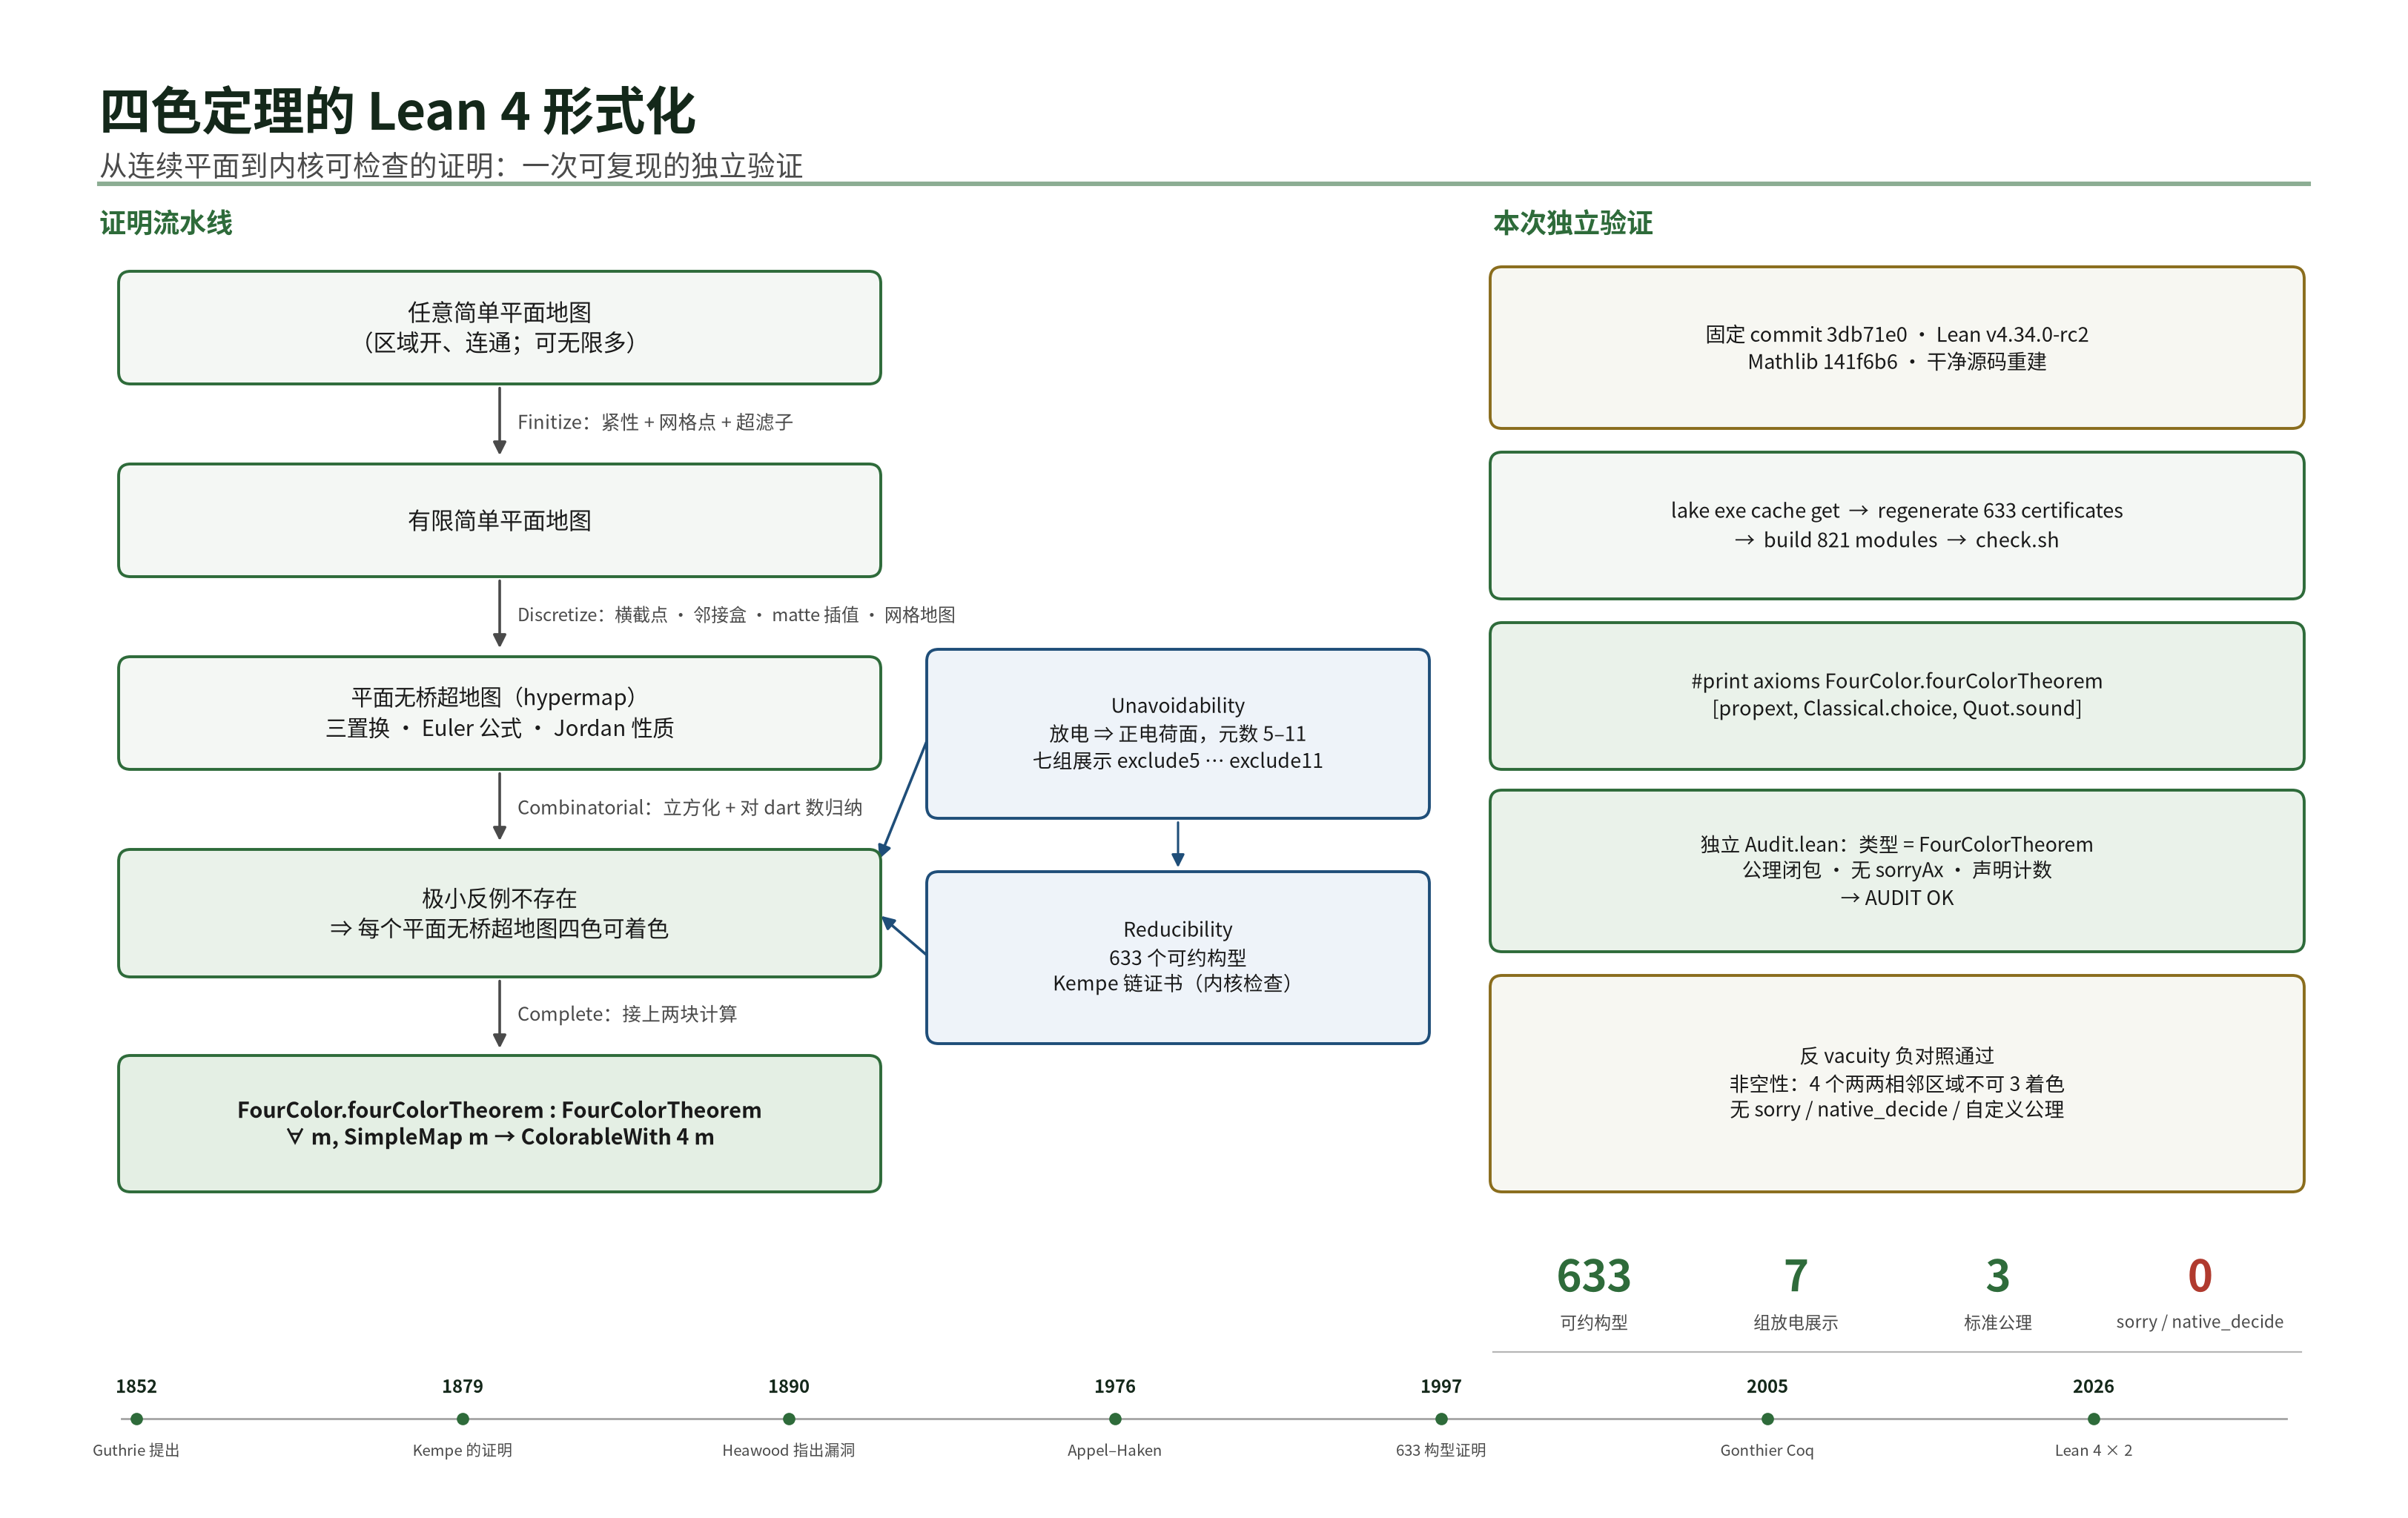 四色定理的 Lean 4 形式化
从连续平面到内核可检查的证明：一次可复现的独立验证
证明流水线
任意简单平面地图
（区域开、连通；可无限多）
Finitize：紧性 + 网格点 + 超滤子
有限简单平面地图
Discretize：横截点 · 邻接盒 · matte 插值 · 网格地图
平面无桥超地图（hypermap）
三置换 · Euler 公式 · Jordan 性质
Combinatorial：立方化 + 对 dart 数归纳
极小反例不存在
⇒ 每个平面无桥超地图四色可着色
Complete：接上两块计算
FourColor.fourColorTheorem : FourColorTheorem
∀ m, SimpleMap m → ColorableWith 4 m
Unavoidability
放电 ⇒ 正电荷面，元数 5–11
七组展示 exclude5 ⋯ exclude11
Reducibility
633 个可约构型
Kempe 链证书（内核检查）
本次独立验证
固定 commit 3db71e0 · Lean v4.34.0-rc2
Mathlib 141f6b6 · 干净源码重建
lake exe cache get → regenerate 633 certificates
→ build 821 modules → check.sh
#print axioms FourColor.fourColorTheorem
[propext, Classical.choice, Quot.sound]
独立 Audit.lean：类型 = FourColorTheorem
公理闭包 · 无 sorryAx · 声明计数
→ AUDIT OK
反 vacuity 负对照通过
非空性：4 个两两相邻区域不可 3 着色
无 sorry / native_decide / 自定义公理
633 7 3 0
可约构型 组放电展示 标准公理 sorry / native_decide
1852 1879 1890 1976 1997 2005 2026
Guthrie 提出 Kempe 的证明 Heawood 指出漏洞 Appel–Haken 633 构型证明 Gonthier Coq Lean 4 × 2